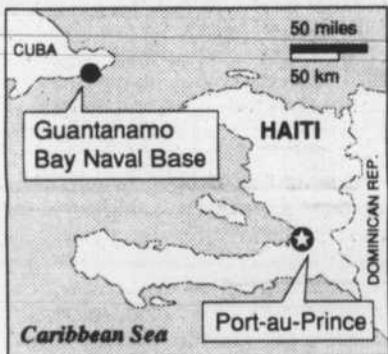 50 miles
50 km
CUBA
Guantanamo
Bay Naval Base
HAITI
DOMINICAN REP.
Port-au-Prince
Caribbean Sea